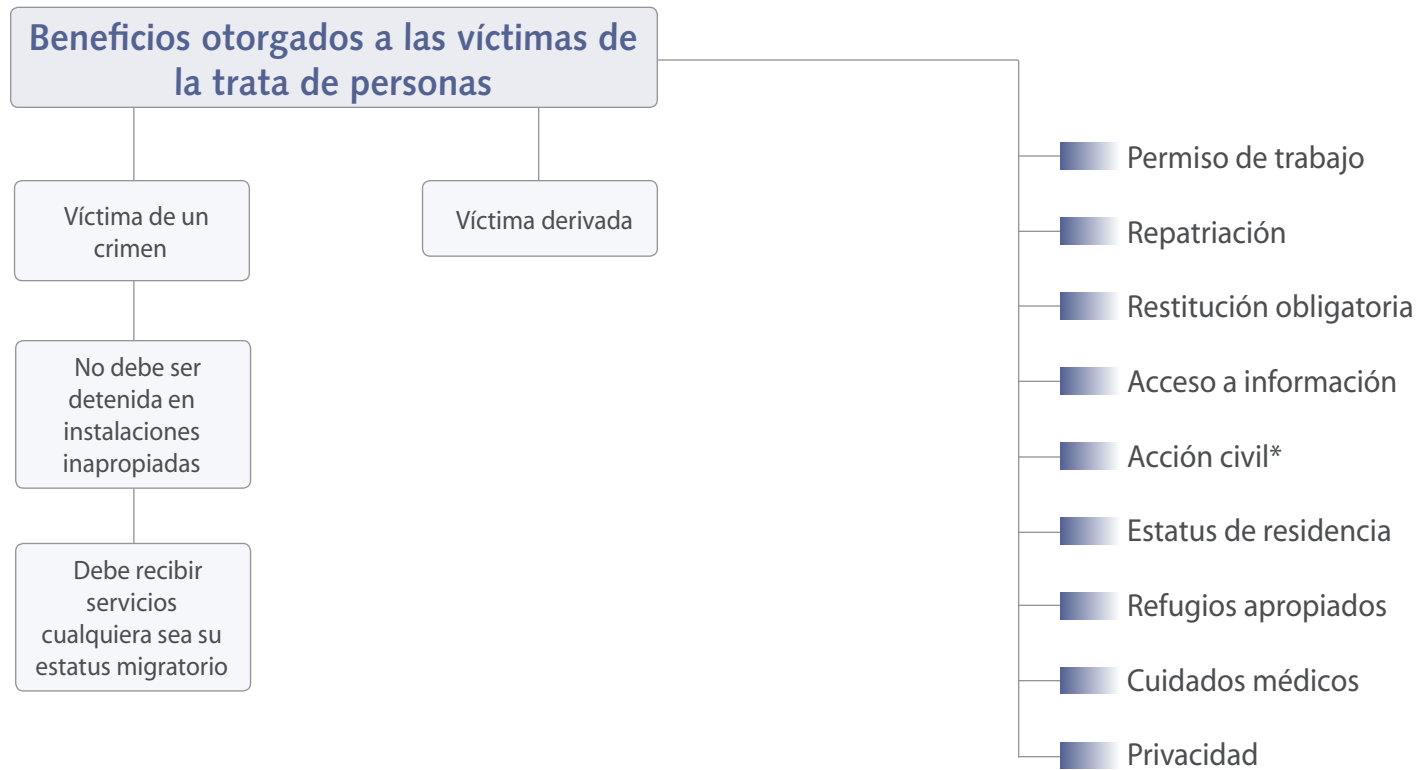 Beneficios otorgados a las víctimas de
la trata de personas
Víctima de un
crimen
No debe ser
detenida en
instalaciones
inapropiadas
Debe recibir
servicios
cualquiera sea su
estatus migratorio
Víctima derivada
Permiso de trabajo
Repatriación
Restitución obligatoria
Acceso a información
Acción civil*
Estatus de residencia
Refugios apropiados
Cuidados médicos
Privacidad